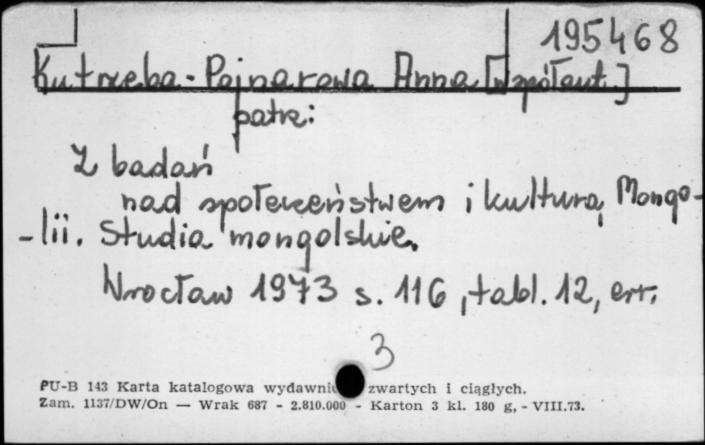 195468
Kutrzeba-Pojnarowa Anna [współaut.]
patrz:
Z badań
nad społeczeństwem i kulturą Mongo-
-lii. Studia mongolskie.
Wrocław 1973 s. 116, tabl. 12, err.
3
PU-B 143 Karta katalogowa wydawni zwartych i ciągłych.
Zam. 1137/DW/On — Wrak 687 - 2.810.000 - Karton 3 kl. 180 g, - VIII.73.